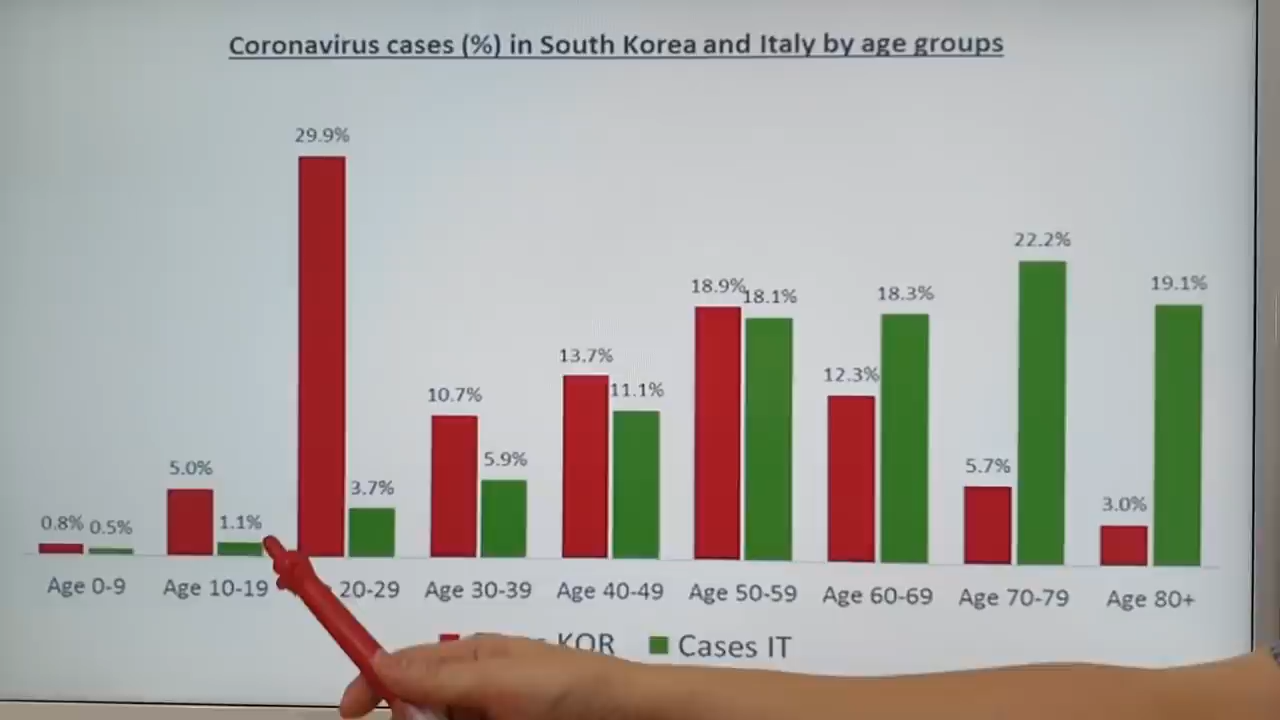 Coronavirus cases (%) in South Korea and Italy by age groups
29.9%
22.2%
18.9%
18.1%
18.3%
19.1%
13.7%
11.1%
12.3%
10.7%
5.9%
5.0%
1.1%
3.7%
5.7%
3.0%
0.8%
0.5%
Age 0-9
Age 10-19
20-29
Age 30-39
Age 40-49
Age 50-59
Age 60-69
Age 70-79
Age 80+
KOR
Cases IT